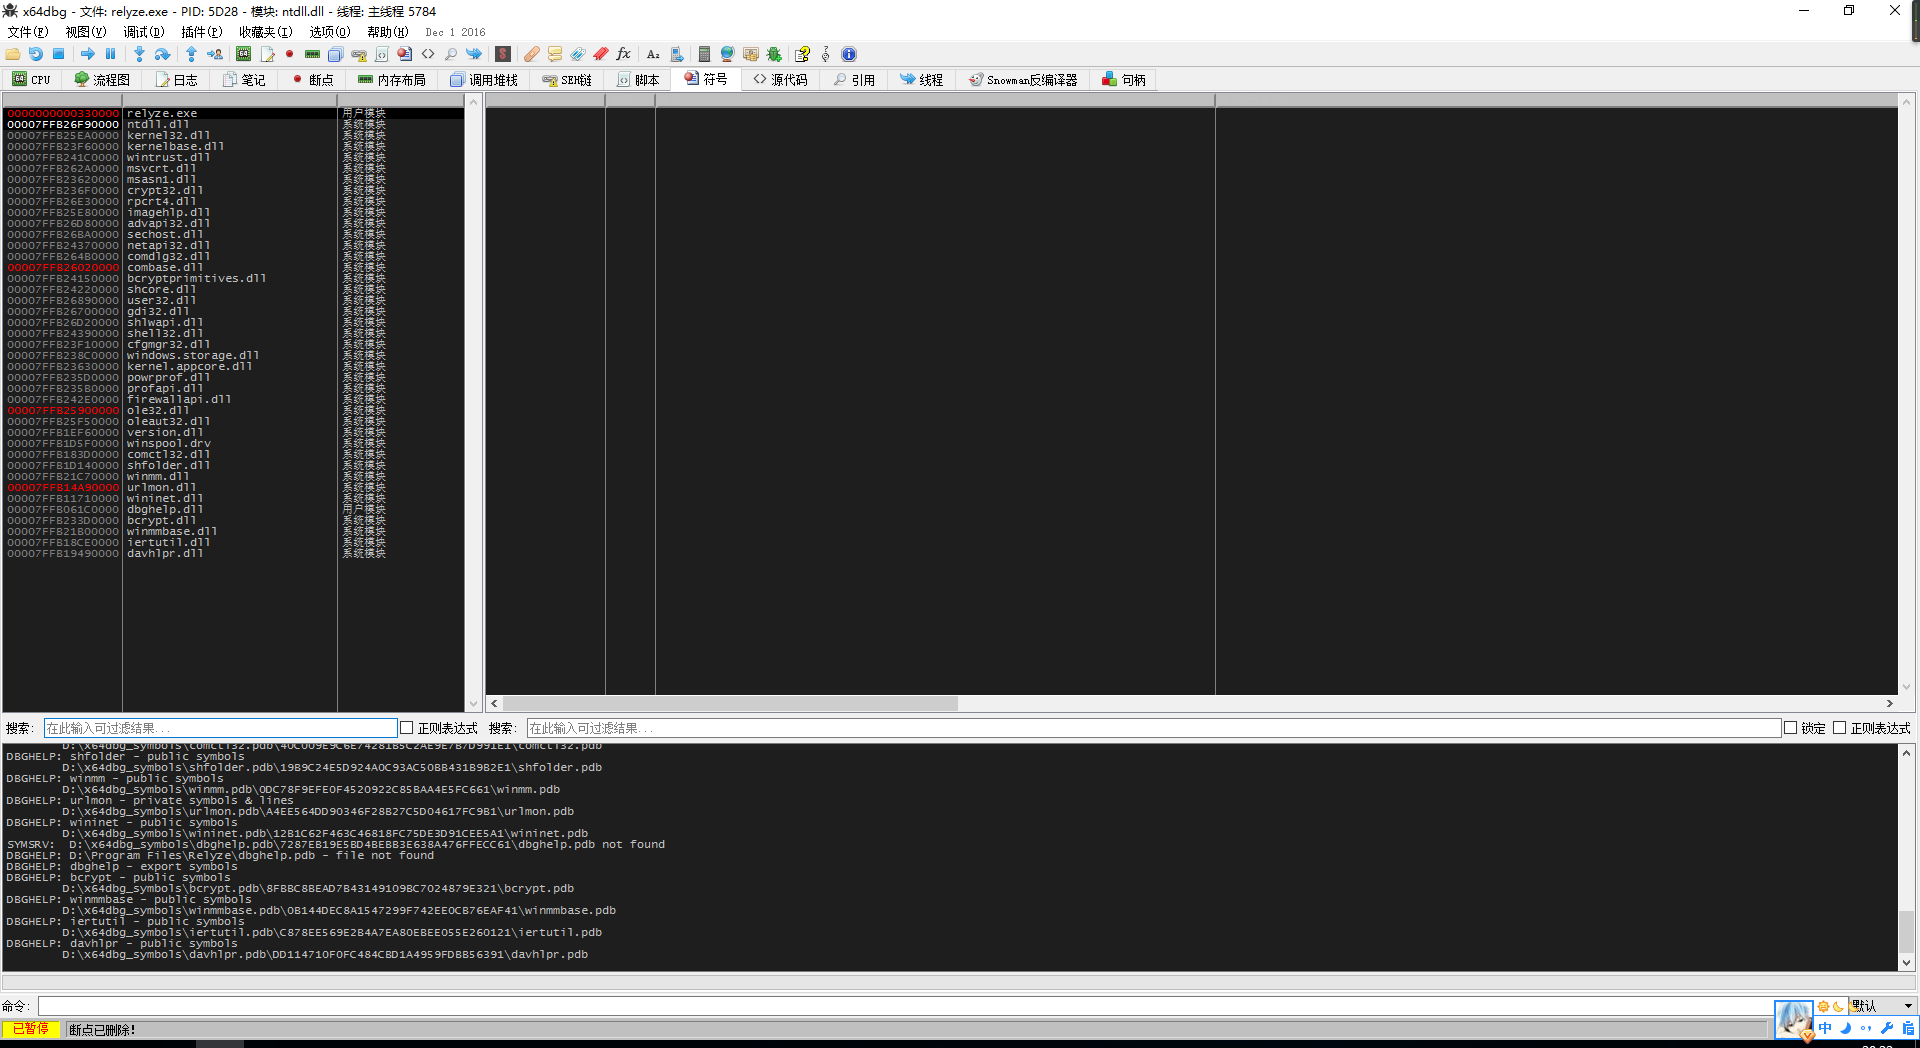 x64dbg - 文件: relyze.exe - PID: 5D28 - 模块: ntdll.dll - 线程: 主线程 5784
文件(F) 视图(V) 调试(D) 插件(P) 收藏夹(I) 选项(O) 帮助(H) Dec 1 2016
CPU 流程图 日志 笔记 断点 内存布局 调用堆栈 SEH链 脚本 符号 源代码 引用 线程 Snowman反编译器 句柄
0000000000330000 relyze.exe 用户模块
00007FFB26F90000 ntdll.dll 系统模块
00007FFB25EA0000 kernel32.dll 系统模块
00007FFB23F60000 kernelbase.dll 系统模块
00007FFB241C0000 wintrust.dll 系统模块
00007FFB262A0000 msvcrt.dll 系统模块
00007FFB23620000 msasn1.dll 系统模块
00007FFB236F0000 crypt32.dll 系统模块
00007FFB26E30000 rpcrt4.dll 系统模块
00007FFB25E80000 imagehlp.dll 系统模块
00007FFB26D80000 advapi32.dll 系统模块
00007FFB26BA0000 sechost.dll 系统模块
00007FFB24370000 netapi32.dll 系统模块
00007FFB264B0000 comdlg32.dll 系统模块
00007FFB26020000 combase.dll 系统模块
00007FFB24150000 bcryptprimitives.dll 系统模块
00007FFB24220000 shcore.dll 系统模块
00007FFB26890000 user32.dll 系统模块
00007FFB26700000 gdi32.dll 系统模块
00007FFB26D20000 shlwapi.dll 系统模块
00007FFB24390000 shell32.dll 系统模块
00007FFB23F10000 cfgmgr32.dll 系统模块
00007FFB238C0000 windows.storage.dll 系统模块
00007FFB23630000 kernel.appcore.dll 系统模块
00007FFB235D0000 powrprof.dll 系统模块
00007FFB235B0000 profapi.dll 系统模块
00007FFB242E0000 firewallapi.dll 系统模块
00007FFB25900000 ole32.dll 系统模块
00007FFB25F50000 oleaut32.dll 系统模块
00007FFB1EF60000 version.dll 系统模块
00007FFB1D5F0000 winspool.drv 系统模块
00007FFB183D0000 comctl32.dll 系统模块
00007FFB1D140000 shfolder.dll 系统模块
00007FFB21C70000 winmm.dll 系统模块
00007FFB14A90000 urlmon.dll 系统模块
00007FFB11710000 wininet.dll 系统模块
00007FFB061C0000 dbghelp.dll 用户模块
00007FFB233D0000 bcrypt.dll 系统模块
00007FFB21B00000 winmmbase.dll 系统模块
00007FFB18CE0000 iertutil.dll 系统模块
00007FFB19490000 davhlpr.dll 系统模块
搜索: 在此输入可过滤结果... 正则表达式 搜索: 在此输入可过滤结果... 锁定 正则表达式
D:\x64dbg_symbols\comctl32.pdb\40C009E9C6E74281B5C2AE9E7B7D991E1\comctl32.pdb
DBGHELP: shfolder - public symbols
D:\x64dbg_symbols\shfolder.pdb\19B9C24E5D924A0C93AC50BB431B9B2E1\shfolder.pdb
DBGHELP: winmm - public symbols
D:\x64dbg_symbols\winmm.pdb\0DC78F9EFE0F4520922C85BAA4E5FC661\winmm.pdb
DBGHELP: urlmon - private symbols & lines
D:\x64dbg_symbols\urlmon.pdb\A4EE564DD90346F28B27C5D04617FC9B1\urlmon.pdb
DBGHELP: wininet - public symbols
D:\x64dbg_symbols\wininet.pdb\12B1C62F463C46818FC75DE3D91CEE5A1\wininet.pdb
SYMSRV: D:\x64dbg_symbols\dbghelp.pdb\7287EB19E5BD4BEBB3E638A476FFECC61\dbghelp.pdb not found
DBGHELP: D:\Program Files\Relyze\dbghelp.pdb - file not found
DBGHELP: dbghelp - export symbols
DBGHELP: bcrypt - public symbols
D:\x64dbg_symbols\bcrypt.pdb\8FBBC8BEAD7B43149109BC7024879E321\bcrypt.pdb
DBGHELP: winmmbase - public symbols
D:\x64dbg_symbols\winmmbase.pdb\0B144DEC8A1547299F742EE0CB76EAF41\winmmbase.pdb
DBGHELP: iertutil - public symbols
D:\x64dbg_symbols\iertutil.pdb\C878EE569E2B4A7EA80EBEE055E260121\iertutil.pdb
DBGHELP: davhlpr - public symbols
D:\x64dbg_symbols\davhlpr.pdb\DD114710F0FC484CBD1A4959FDBB56391\davhlpr.pdb
命令: 默认
已暂停 断点已删除! 中